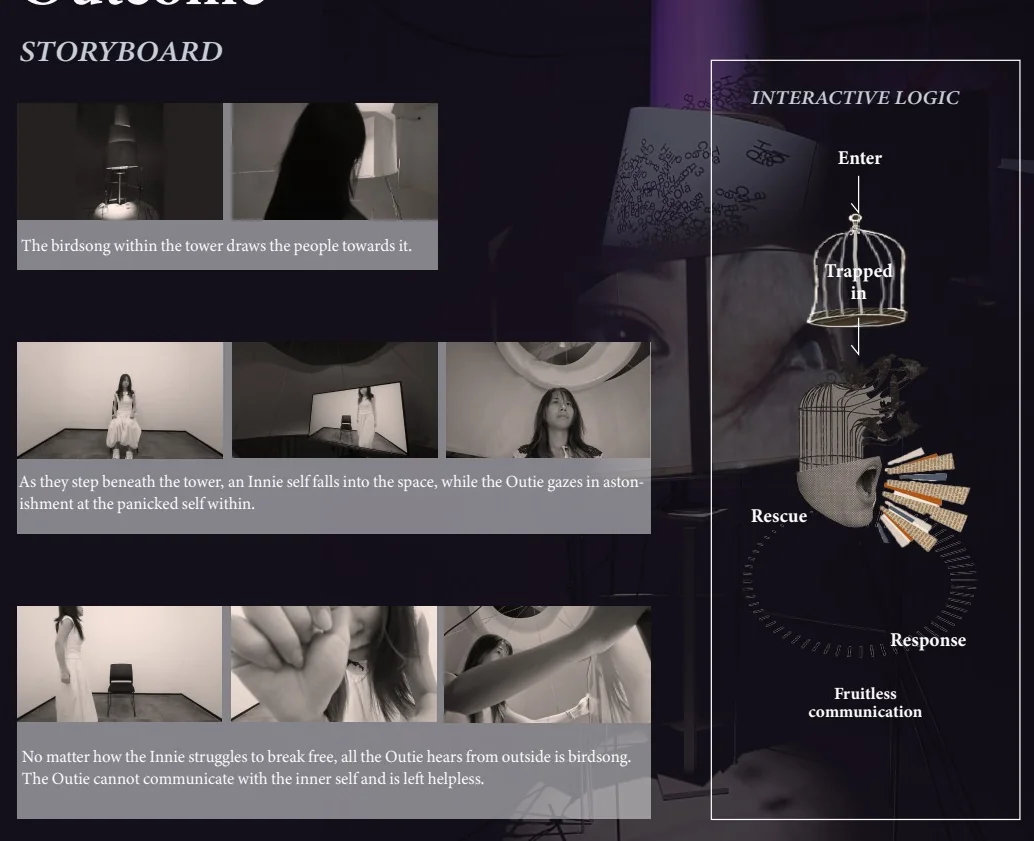 Outcome
STORYBOARD
The birdsong within the tower draws the people towards it.
As they step beneath the tower, an Innie self falls into the space, while the Outie gazes in aston-
ishment at the panicked self within.
No matter how the Innie struggles to break free, all the Outie hears from outside is birdsong.
The Outie cannot communicate with the inner self and is left helpless.
INTERACTIVE LOGIC
Enter
Trapped
in
Rescue
Response
Fruitless
communication